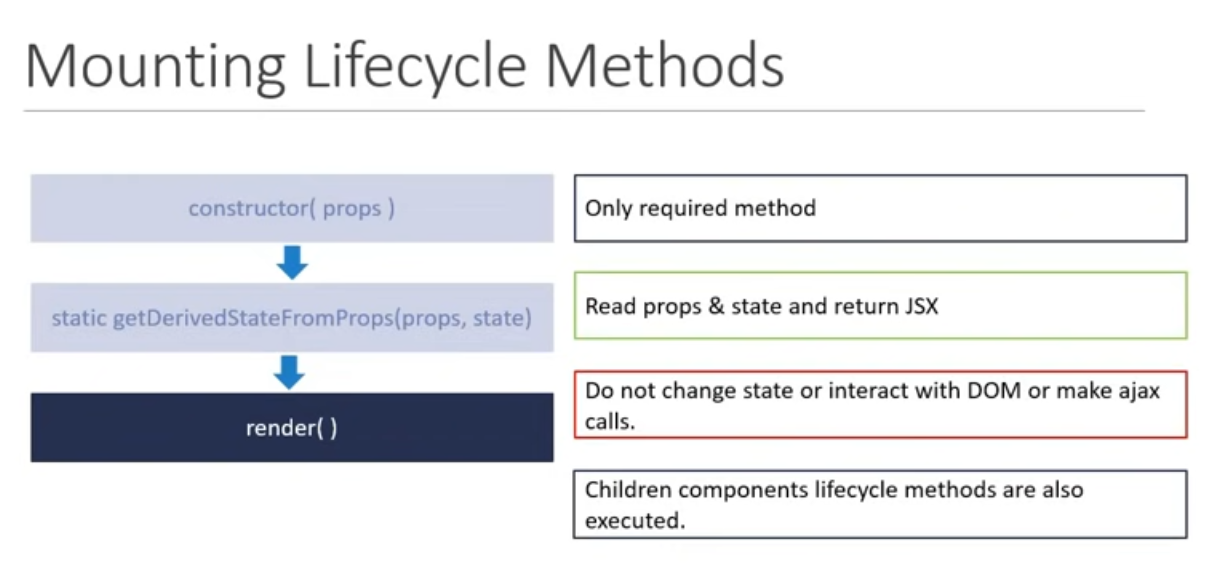 Mounting Lifecycle Methods
constructor( props )
Only required method
static getDerivedStateFromProps(props, state)
Read props & state and return JSX
render( )
Do not change state or interact with DOM or make ajax
calls.
Children components lifecycle methods are also
executed.